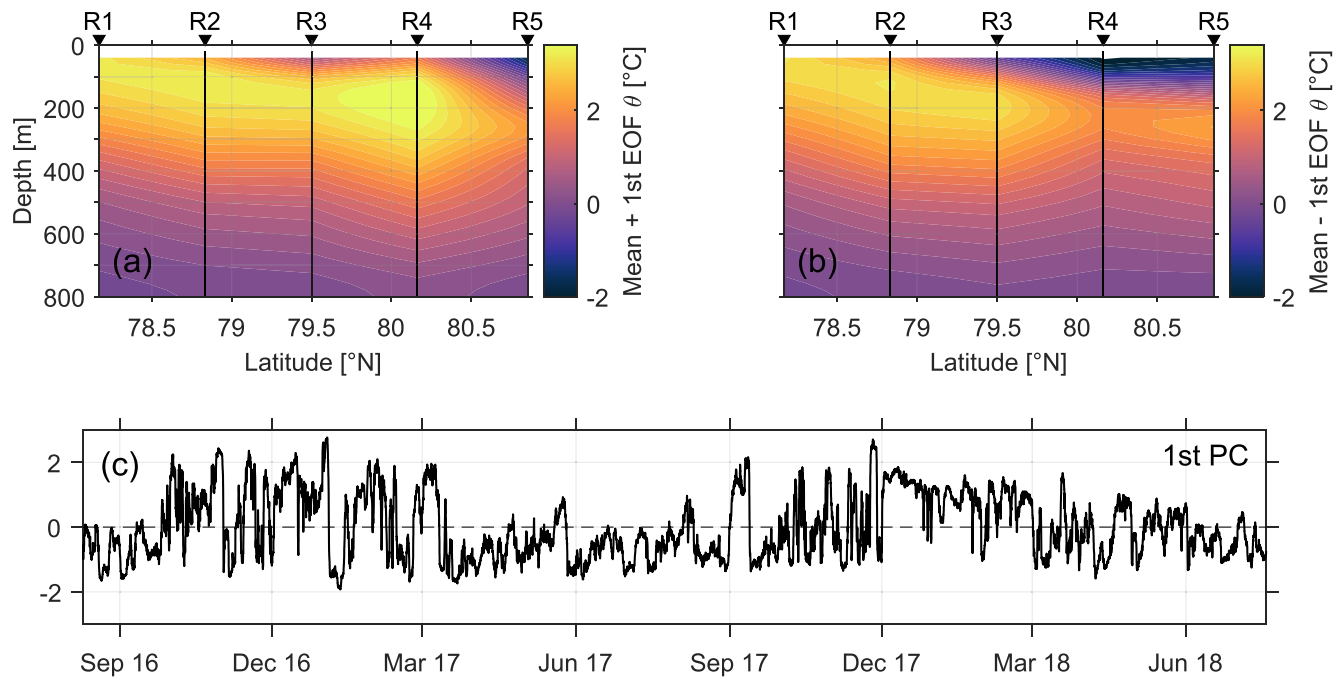 R1 R2 R3 R4 R5
0
200
400
600
800
Depth [m]
(a)
78.5 79 79.5 80 80.5
Latitude [°N]
2
0
-2
Mean + 1st EOF θ [°C]
R1 R2 R3 R4 R5
(b)
78.5 79 79.5 80 80.5
Latitude [°N]
2
0
-2
Mean - 1st EOF θ [°C]
(c)
1st PC
2
0
-2
Sep 16 Dec 16 Mar 17 Jun 17 Sep 17 Dec 17 Mar 18 Jun 18